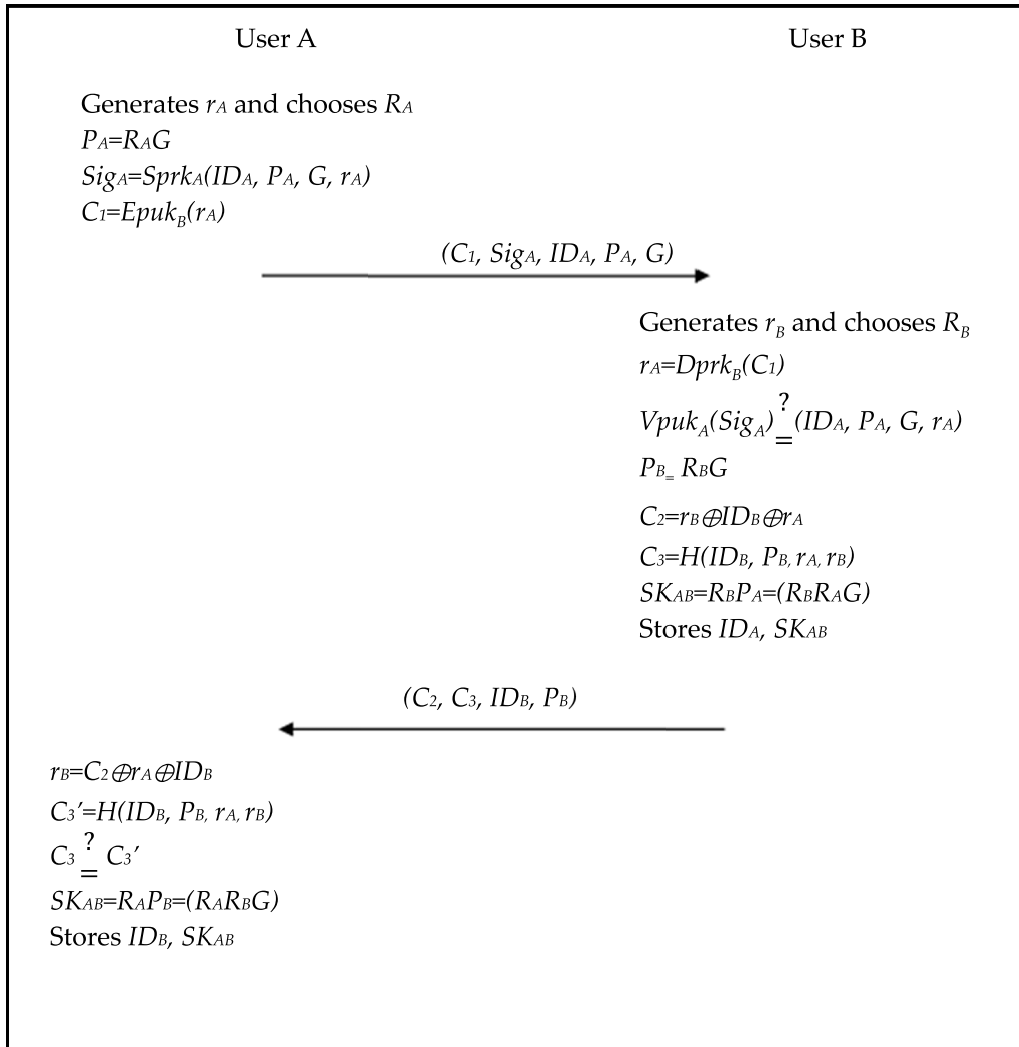 User A
User B
Generates rA and chooses RA
PA=RAG
SigA=SprkA(IDA, PA, G, rA)
C1=EpukB(rA)
(C1, SigA, IDA, PA, G)
Generates rB and chooses RB
rA=DprkB(C1)
VpukA(SigA)≟(IDA, PA, G, rA)
PB= RBG
C2=rB⊕IDB⊕rA
C3=H(IDB, PB, rA, rB)
SKAB=RBPA=(RBRAG)
Stores IDA, SKAB
(C2, C3, IDB, PB)
rB=C2⊕rA⊕IDB
C3'=H(IDB, PB, rA, rB)
C3 ≟ C3'
SKAB=RAPB=(RARBG)
Stores IDB, SKAB